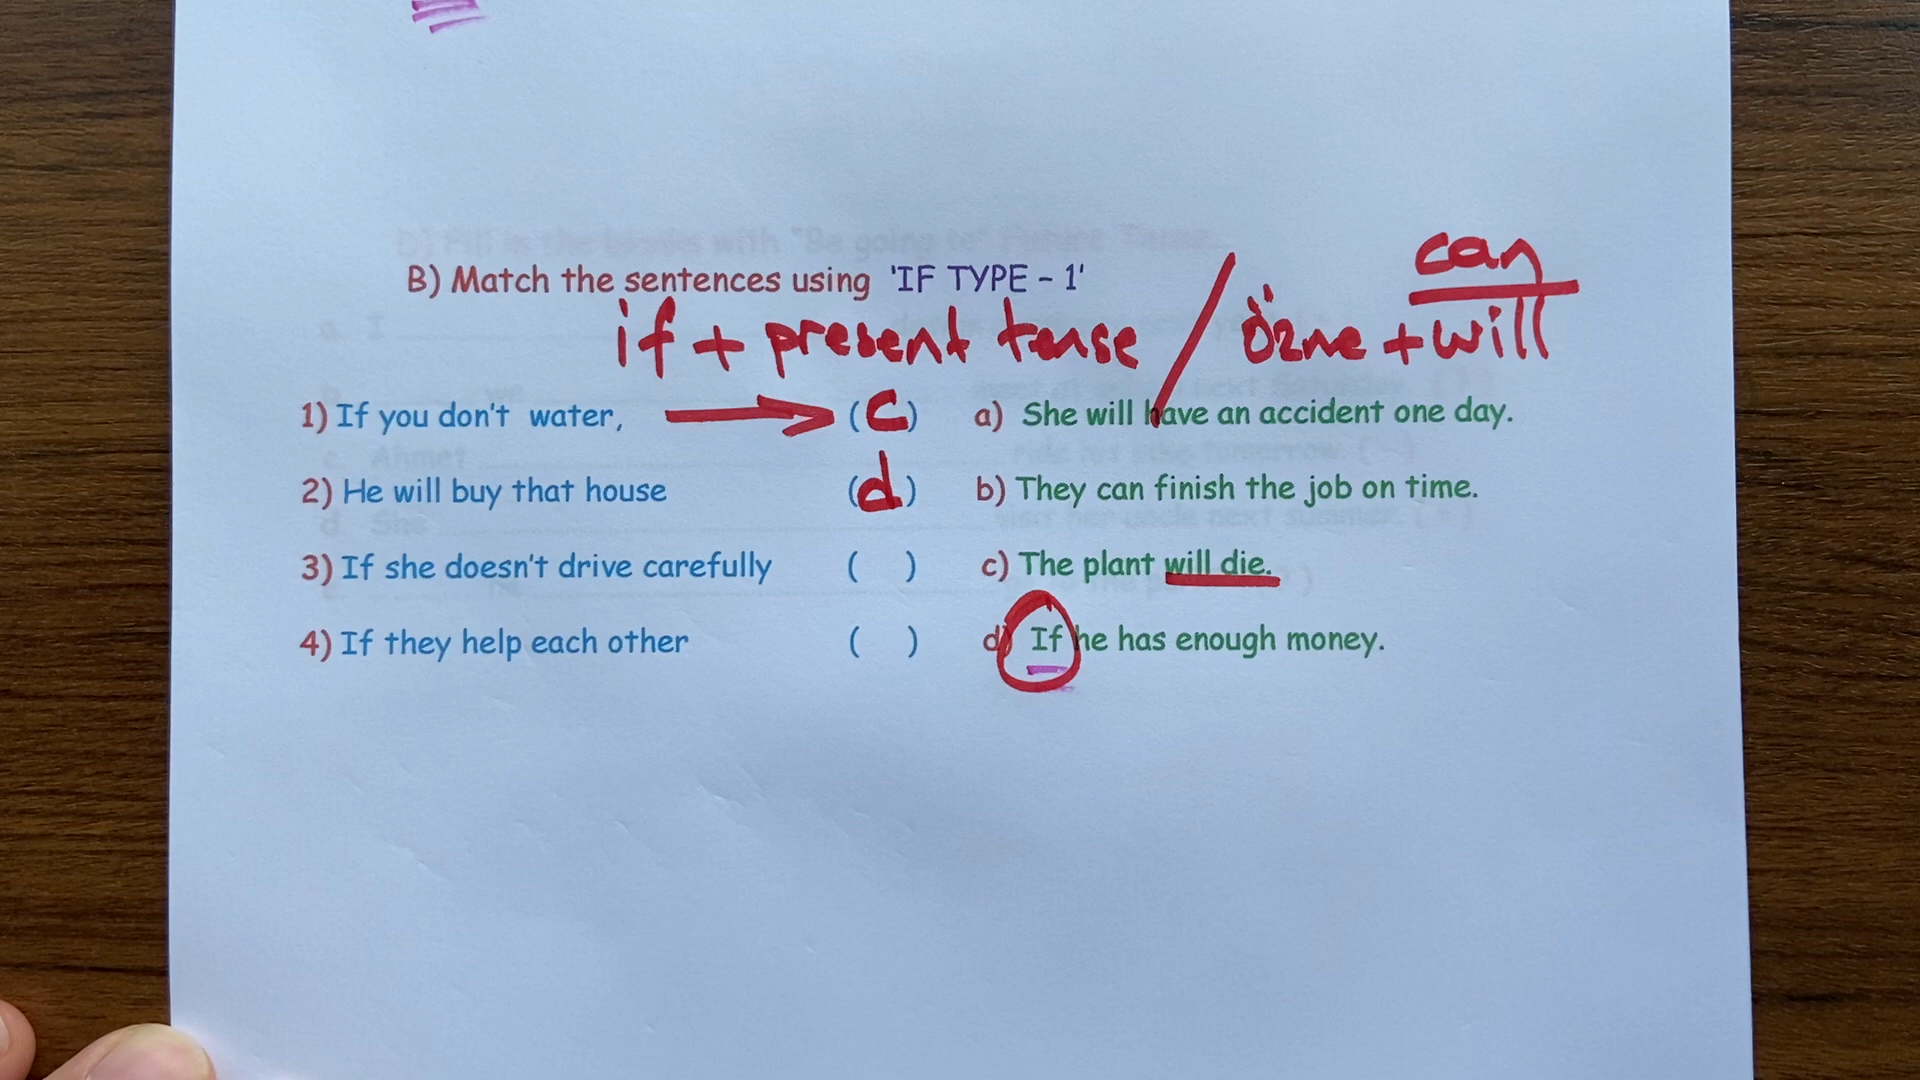 can
B) Match the sentences using 'IF TYPE - 1'
if + present tense / özne + will
1) If you don't water, (c) a) She will have an accident one day.
2) He will buy that house (d) b) They can finish the job on time.
3) If she doesn't drive carefully ( ) c) The plant will die.
4) If they help each other ( ) d) If he has enough money.